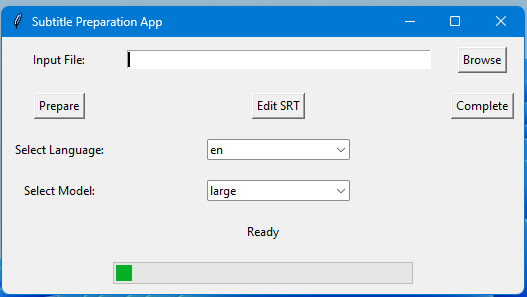 Subtitle Preparation App
Input File: Browse
Prepare Edit SRT Complete
Select Language: en
Select Model: large
Ready